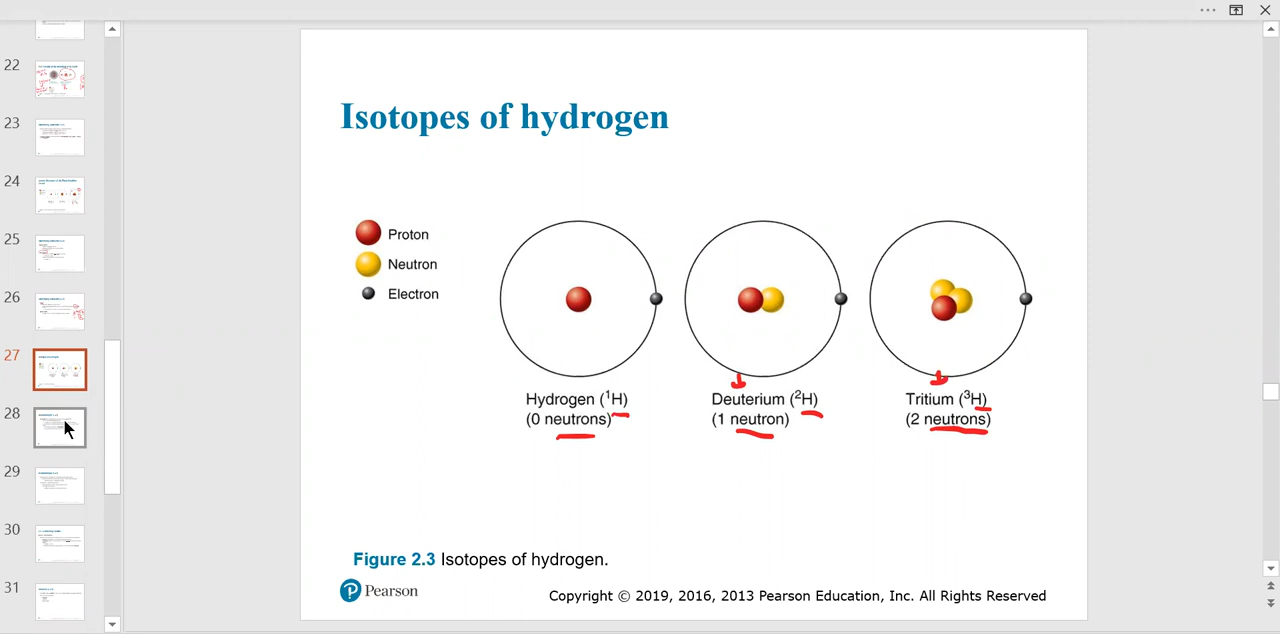 22
23
24
25
26
27
28
29
30
31
Isotopes of hydrogen
Proton
Neutron
Electron
Hydrogen (¹H)
(0 neutrons)
Deuterium (²H)
(1 neutron)
Tritium (³H)
(2 neutrons)
Figure 2.3 Isotopes of hydrogen.
P Pearson
Copyright © 2019, 2016, 2013 Pearson Education, Inc. All Rights Reserved